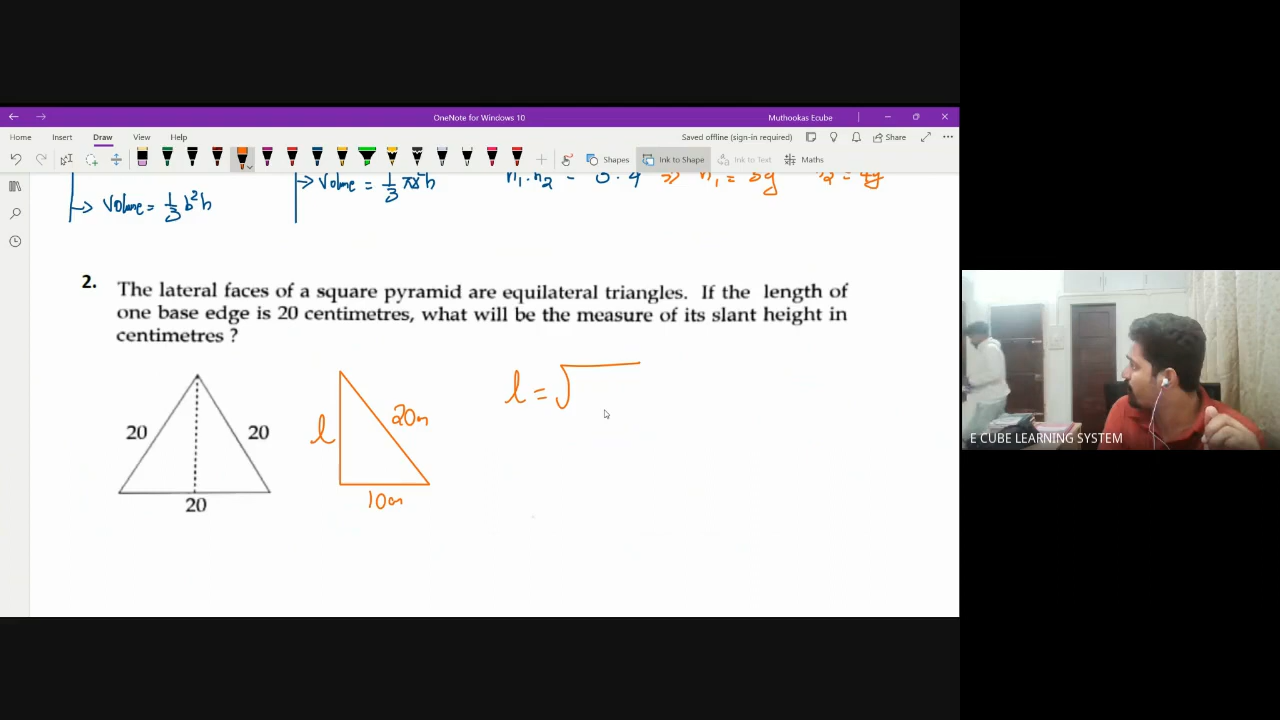 OneNote for Windows 10
Muthookas Ecube
Home Insert Draw View Help
Saved offline (sign-in required)
Share
Shapes
Ink to Shape
Ink to Text
Maths
Volume = 1/3 πr²h
Volume = 1/3 b²h
2. The lateral faces of a square pyramid are equilateral triangles. If the length of
one base edge is 20 centimetres, what will be the measure of its slant height in
centimetres ?
l = √
20 20
20
l
20cm
10cm
E CUBE LEARNING SYSTEM